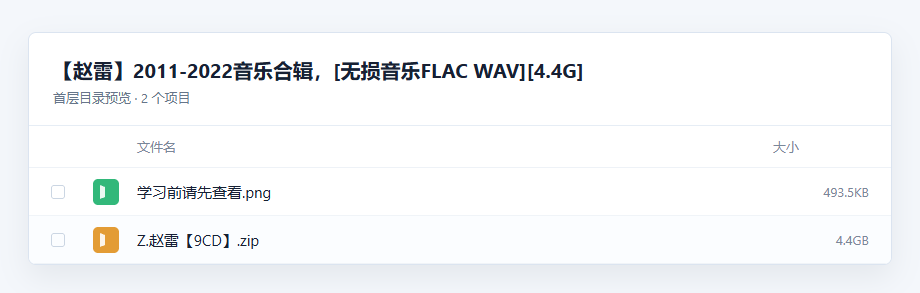 【赵雷】2011-2022音乐合辑，[无损音乐FLAC WAV][4.4G]
首层目录预览 · 2 个项目
文件名 大小
学习前请先查看.png 493.5KB
Z.赵雷【9CD】.zip 4.4GB